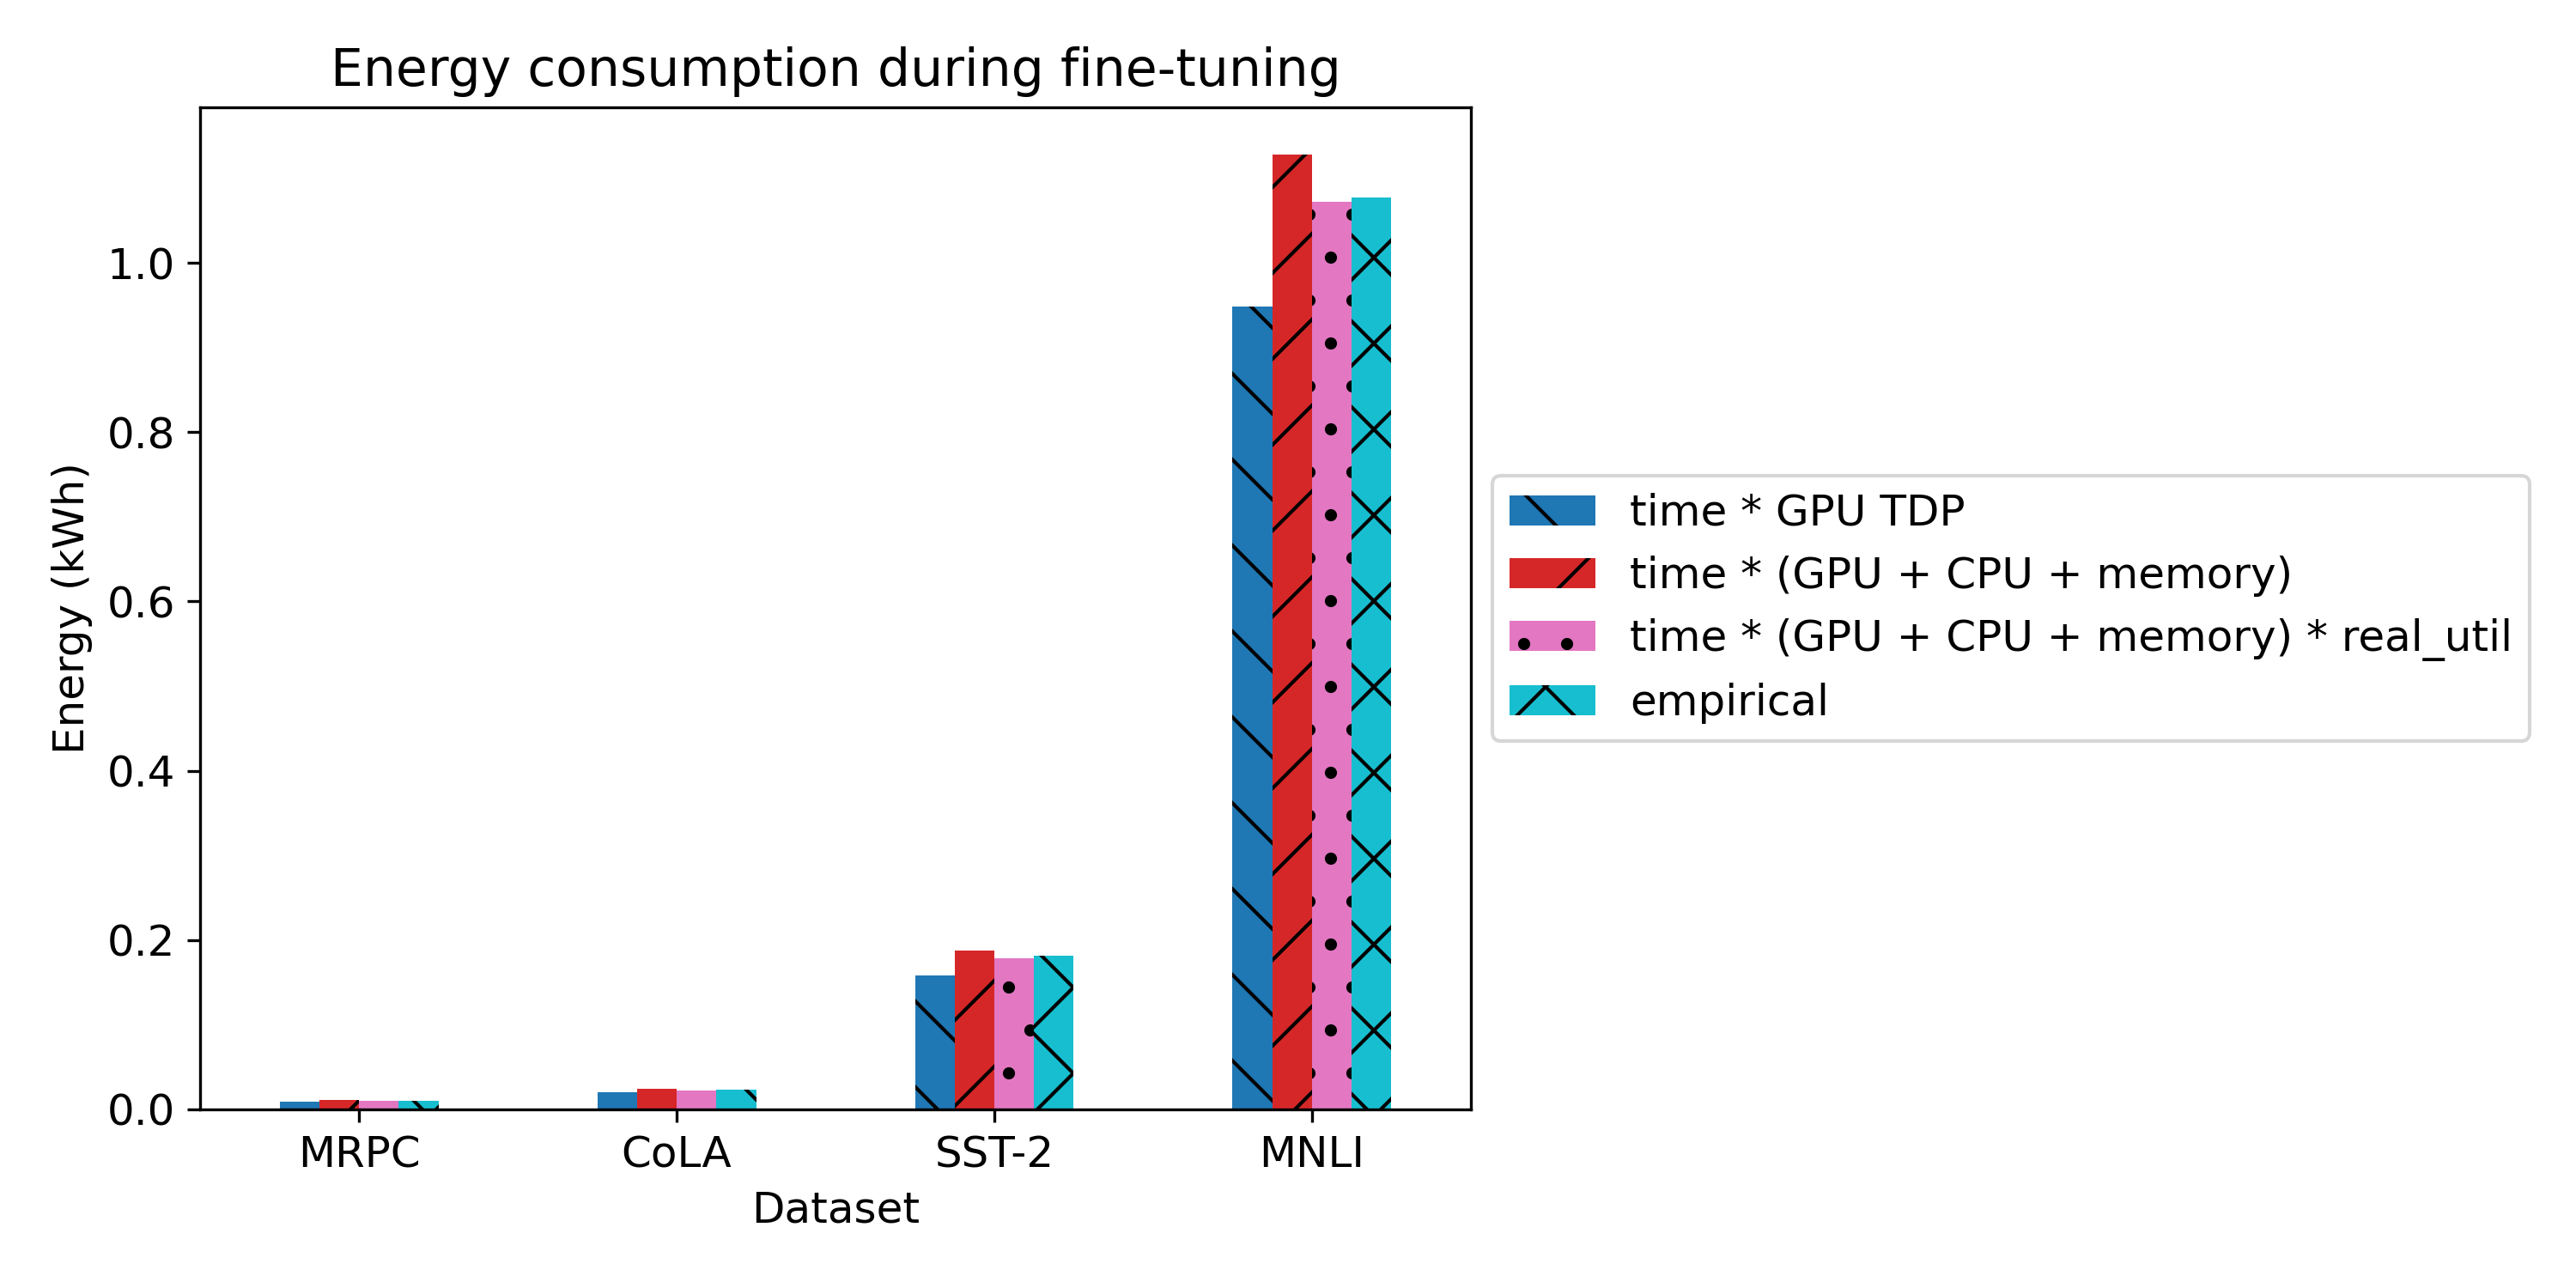 Energy consumption during fine-tuning
Energy (kWh)
1.0
0.8
0.6
0.4
0.2
0.0
MRPC CoLA SST-2 MNLI
Dataset
time * GPU TDP
time * (GPU + CPU + memory)
time * (GPU + CPU + memory) * real_util
empirical